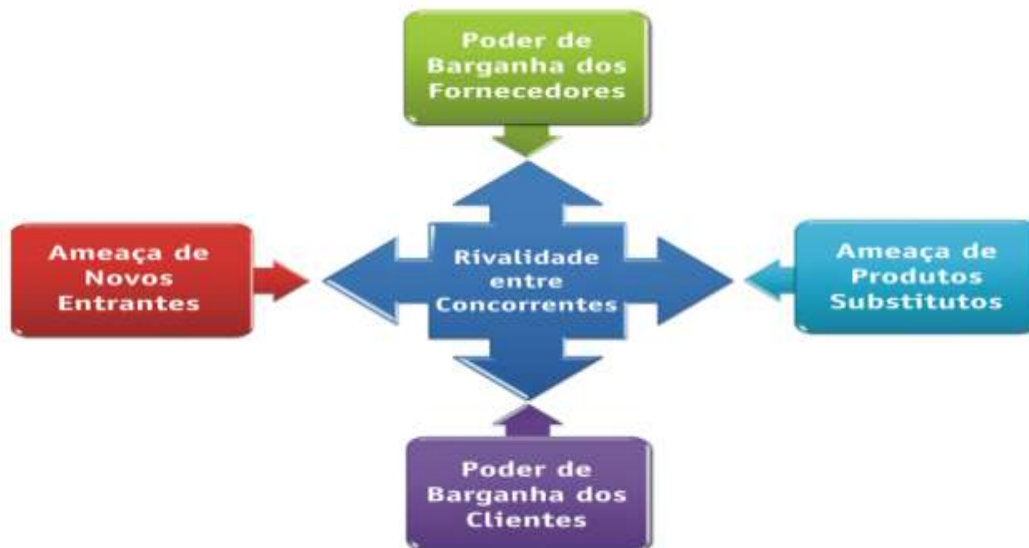 Poder de
Barganha dos
Fornecedores
Ameaça de
Novos
Entrantes
Rívalidade
entre
Concorrentes
Ameaça de
Produtos
Substitutos
Poder de
Barganha dos
Clientes